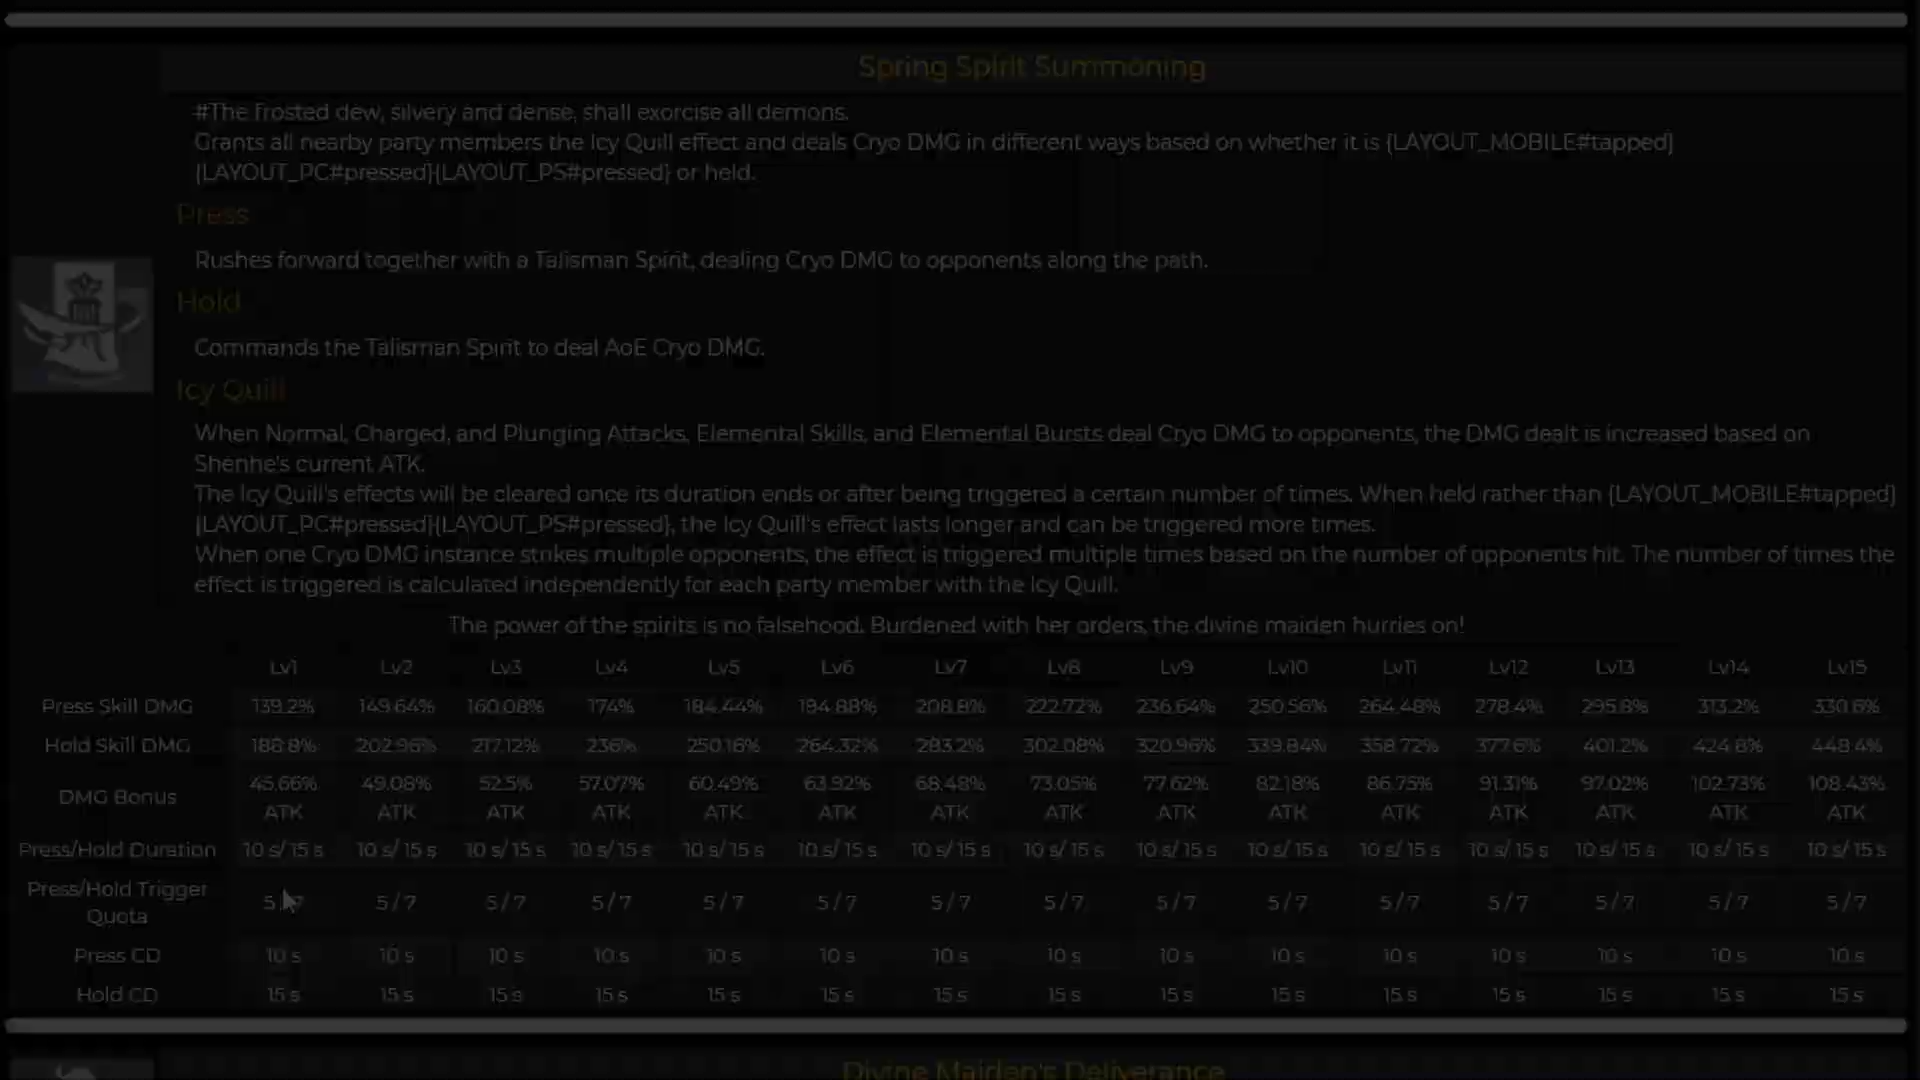 Spring Spirit Summoning
#The frosted dew, silvery and dense, shall exorcise all demons.
Grants all nearby party members the Icy Quill effect and deals Cryo DMG in different ways based on whether it is {LAYOUT_MOBILE#tapped}
{LAYOUT_PC#pressed}{LAYOUT_PS#pressed} or held.
Press
Rushes forward together with a Talisman Spirit, dealing Cryo DMG to opponents along the path.
Hold
Commands the Talisman Spirit to deal AoE Cryo DMG.
Icy Quill
When Normal, Charged, and Plunging Attacks, Elemental Skills, and Elemental Bursts deal Cryo DMG to opponents, the DMG dealt is increased based on
Shenhe's current ATK.
The Icy Quill's effects will be cleared once its duration ends or after being triggered a certain number of times. When held rather than {LAYOUT_MOBILE#tapped}
{LAYOUT_PC#pressed}{LAYOUT_PS#pressed}, the Icy Quill's effect lasts longer and can be triggered more times.
When one Cryo DMG instance strikes multiple opponents, the effect is triggered multiple times based on the number of opponents hit. The number of times the
effect is triggered is calculated independently for each party member with the Icy Quill.
The power of the spirits is no falsehood. Burdened with her orders, the divine maiden hurries on!
Lv1 Lv2 Lv3 Lv4 Lv5 Lv6 Lv7 Lv8 Lv9 Lv10 Lv11 Lv12 Lv13 Lv14 Lv15
Press Skill DMG 139.2% 149.64% 160.08% 174% 184.44% 194.88% 208.8% 222.72% 236.64% 250.56% 264.48% 278.4% 295.8% 313.2% 330.6%
Hold Skill DMG 188.8% 202.96% 217.12% 236% 250.16% 264.32% 283.2% 302.08% 320.96% 339.84% 358.72% 377.6% 401.2% 424.8% 448.4%
DMG Bonus 45.66% ATK 49.08% ATK 52.5% ATK 57.07% ATK 60.49% ATK 63.92% ATK 68.48% ATK 73.05% ATK 77.62% ATK 82.18% ATK 86.75% ATK 91.31% ATK 97.02% ATK 102.73% ATK 108.43% ATK
Press/Hold Duration 10 s/ 15 s 10 s/ 15 s 10 s/ 15 s 10 s/ 15 s 10 s/ 15 s 10 s/ 15 s 10 s/ 15 s 10 s/ 15 s 10 s/ 15 s 10 s/ 15 s 10 s/ 15 s 10 s/ 15 s 10 s/ 15 s 10 s/ 15 s 10 s/ 15 s
Press/Hold Trigger Quota 5 / 7 5 / 7 5 / 7 5 / 7 5 / 7 5 / 7 5 / 7 5 / 7 5 / 7 5 / 7 5 / 7 5 / 7 5 / 7 5 / 7 5 / 7
Press CD 10 s 10 s 10 s 10 s 10 s 10 s 10 s 10 s 10 s 10 s 10 s 10 s 10 s 10 s 10 s
Hold CD 15 s 15 s 15 s 15 s 15 s 15 s 15 s 15 s 15 s 15 s 15 s 15 s 15 s 15 s 15 s
Divine Maiden's Deliverance